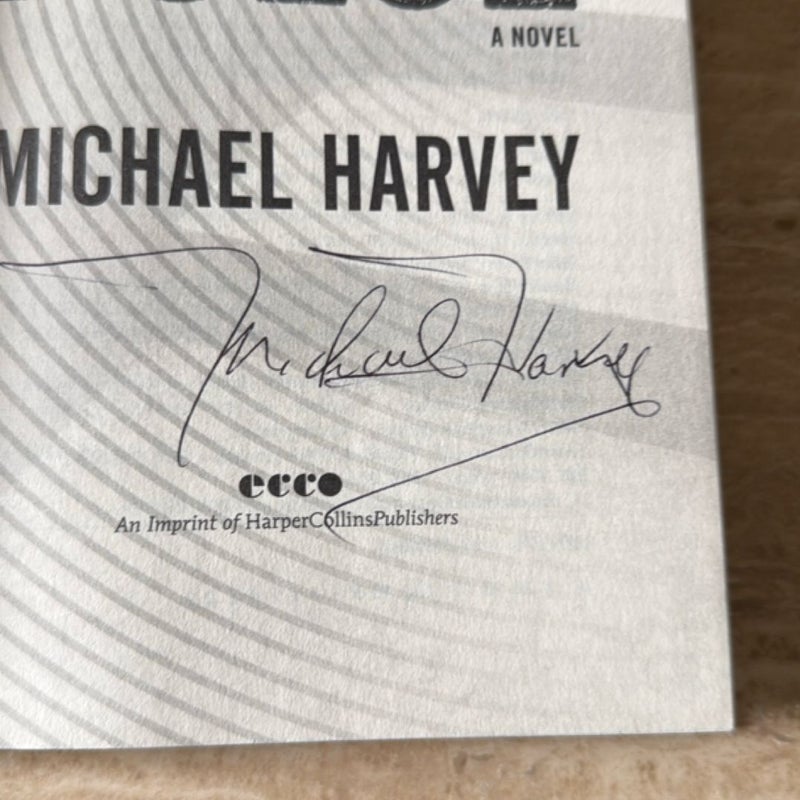 A NOVEL
MICHAEL HARVEY
Michael Harvey
ecco
An Imprint of HarperCollinsPublishers